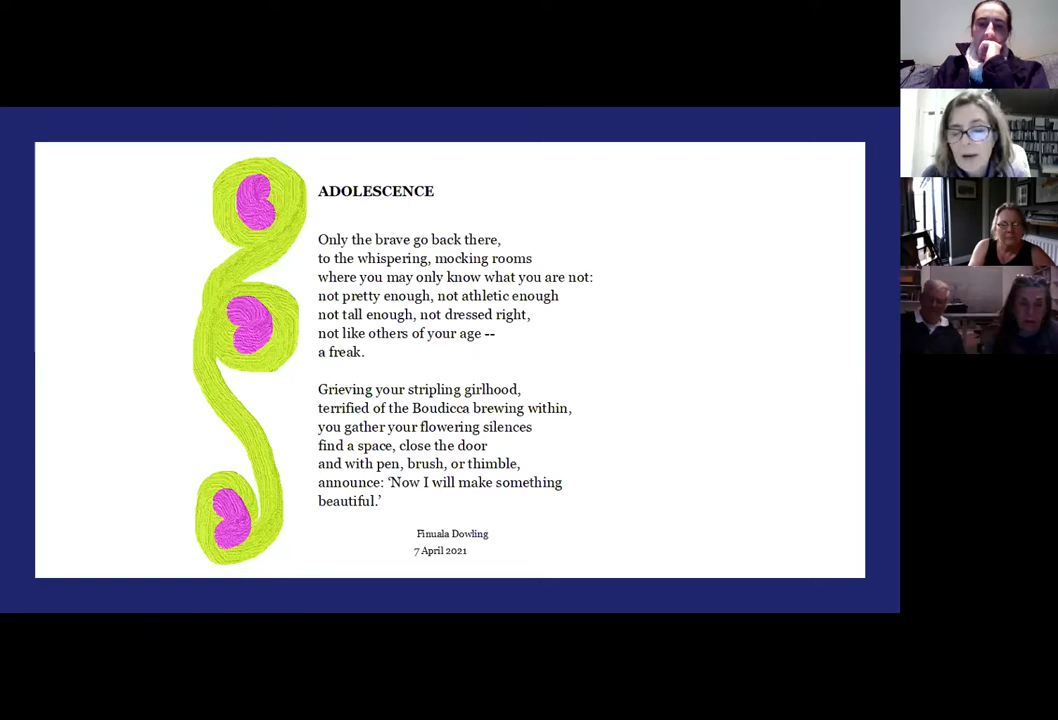 ADOLESCENCE
Only the brave go back there,
to the whispering, mocking rooms
where you may only know what you are not:
not pretty enough, not athletic enough
not tall enough, not dressed right,
not like others of your age --
a freak.
Grieving your stripling girlhood,
terrified of the Boudicca brewing within,
you gather your flowering silences
find a space, close the door
and with pen, brush, or thimble,
announce: ‘Now I will make something
beautiful.’
Finuala Dowling
7 April 2021